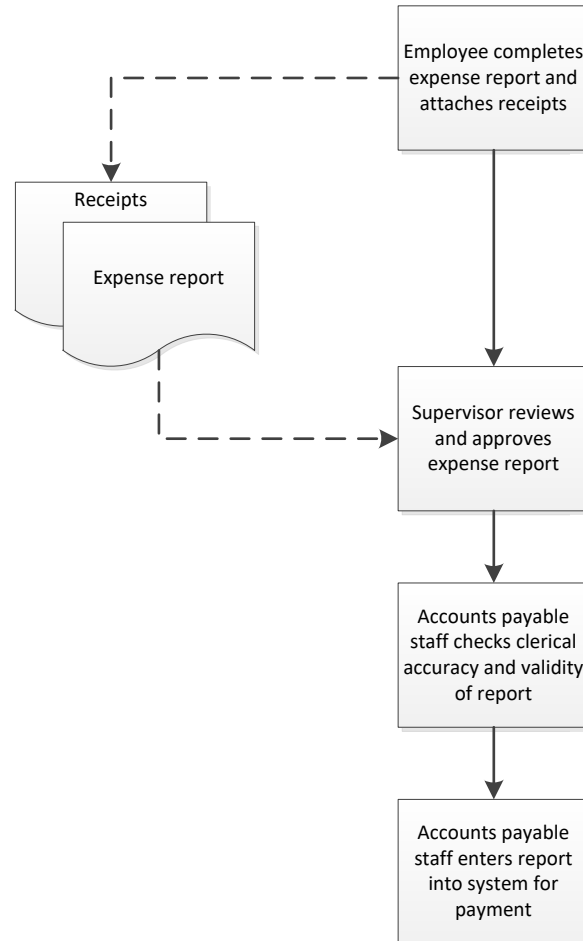 Employee completes
expense report and
attaches receipts
Receipts
Expense report
Supervisor reviews
and approves
expense report
Accounts payable
staff checks clerical
accuracy and validity
of report
Accounts payable
staff enters report
into system for
payment